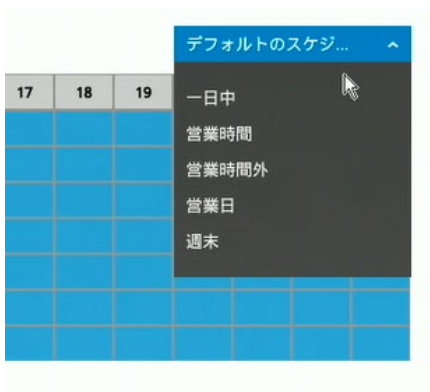 デフォルトのスケジ...
17 18 19
一日中
営業時間
営業時間外
営業日
週末